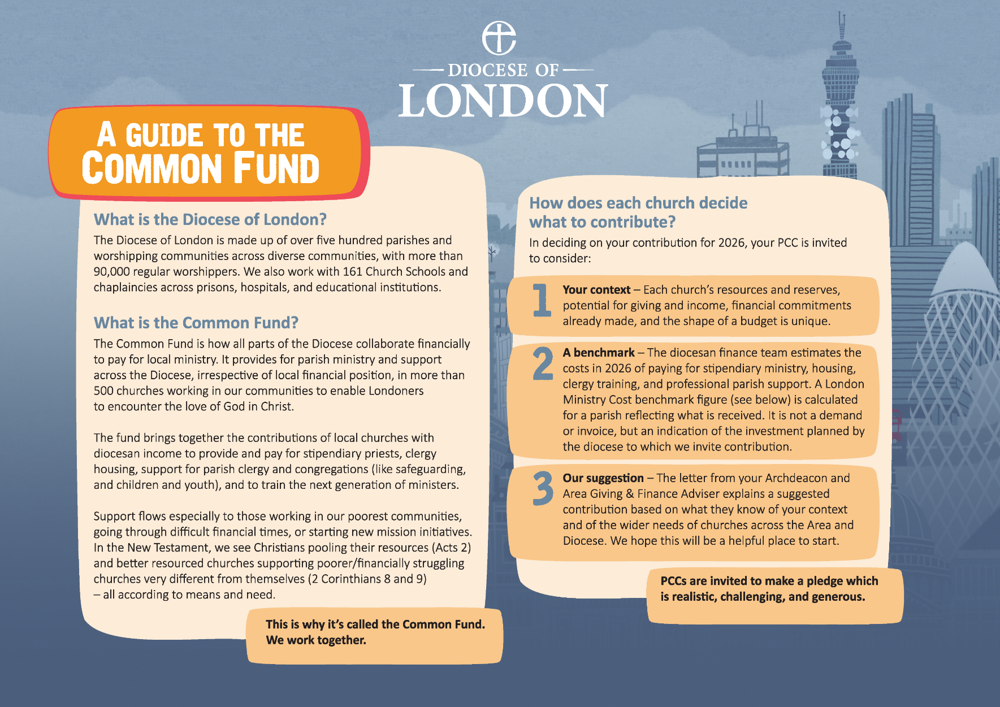 DIOCESE OF
LONDON
A GUIDE TO THE
COMMON FUND
What is the Diocese of London?
The Diocese of London is made up of over five hundred parishes and
worshipping communities across diverse communities, with more than
90,000 regular worshippers. We also work with 161 Church Schools and
chaplaincies across prisons, hospitals, and educational institutions.
What is the Common Fund?
The Common Fund is how all parts of the Diocese collaborate financially
to pay for local ministry. It provides for parish ministry and support
across the Diocese, irrespective of local financial position, in more than
500 churches working in our communities to enable Londoners
to encounter the love of God in Christ.
The fund brings together the contributions of local churches with
diocesan income to provide and pay for stipendiary priests, clergy
housing, support for parish clergy and congregations (like safeguarding,
and children and youth), and to train the next generation of ministers.
Support flows especially to those working in our poorest communities,
going through difficult financial times, or starting new mission initiatives.
In the New Testament, we see Christians pooling their resources (Acts 2)
and better resourced churches supporting poorer/financially struggling
churches very different from themselves (2 Corinthians 8 and 9)
– all according to means and need.
This is why it's called the Common Fund.
We work together.
How does each church decide
what to contribute?
In deciding on your contribution for 2026, your PCC is invited
to consider:
1 Your context – Each church's resources and reserves,
potential for giving and income, financial commitments
already made, and the shape of a budget is unique.
2 A benchmark – The diocesan finance team estimates the
costs in 2026 of paying for stipendiary ministry, housing,
clergy training, and professional parish support. A London
Ministry Cost benchmark figure (see below) is calculated
for a parish reflecting what is received. It is not a demand
or invoice, but an indication of the investment planned by
the diocese to which we invite contribution.
3 Our suggestion – The letter from your Archdeacon and
Area Giving & Finance Adviser explains a suggested
contribution based on what they know of your context
and of the wider needs of churches across the Area and
Diocese. We hope this will be a helpful place to start.
PCCs are invited to make a pledge which
is realistic, challenging, and generous.